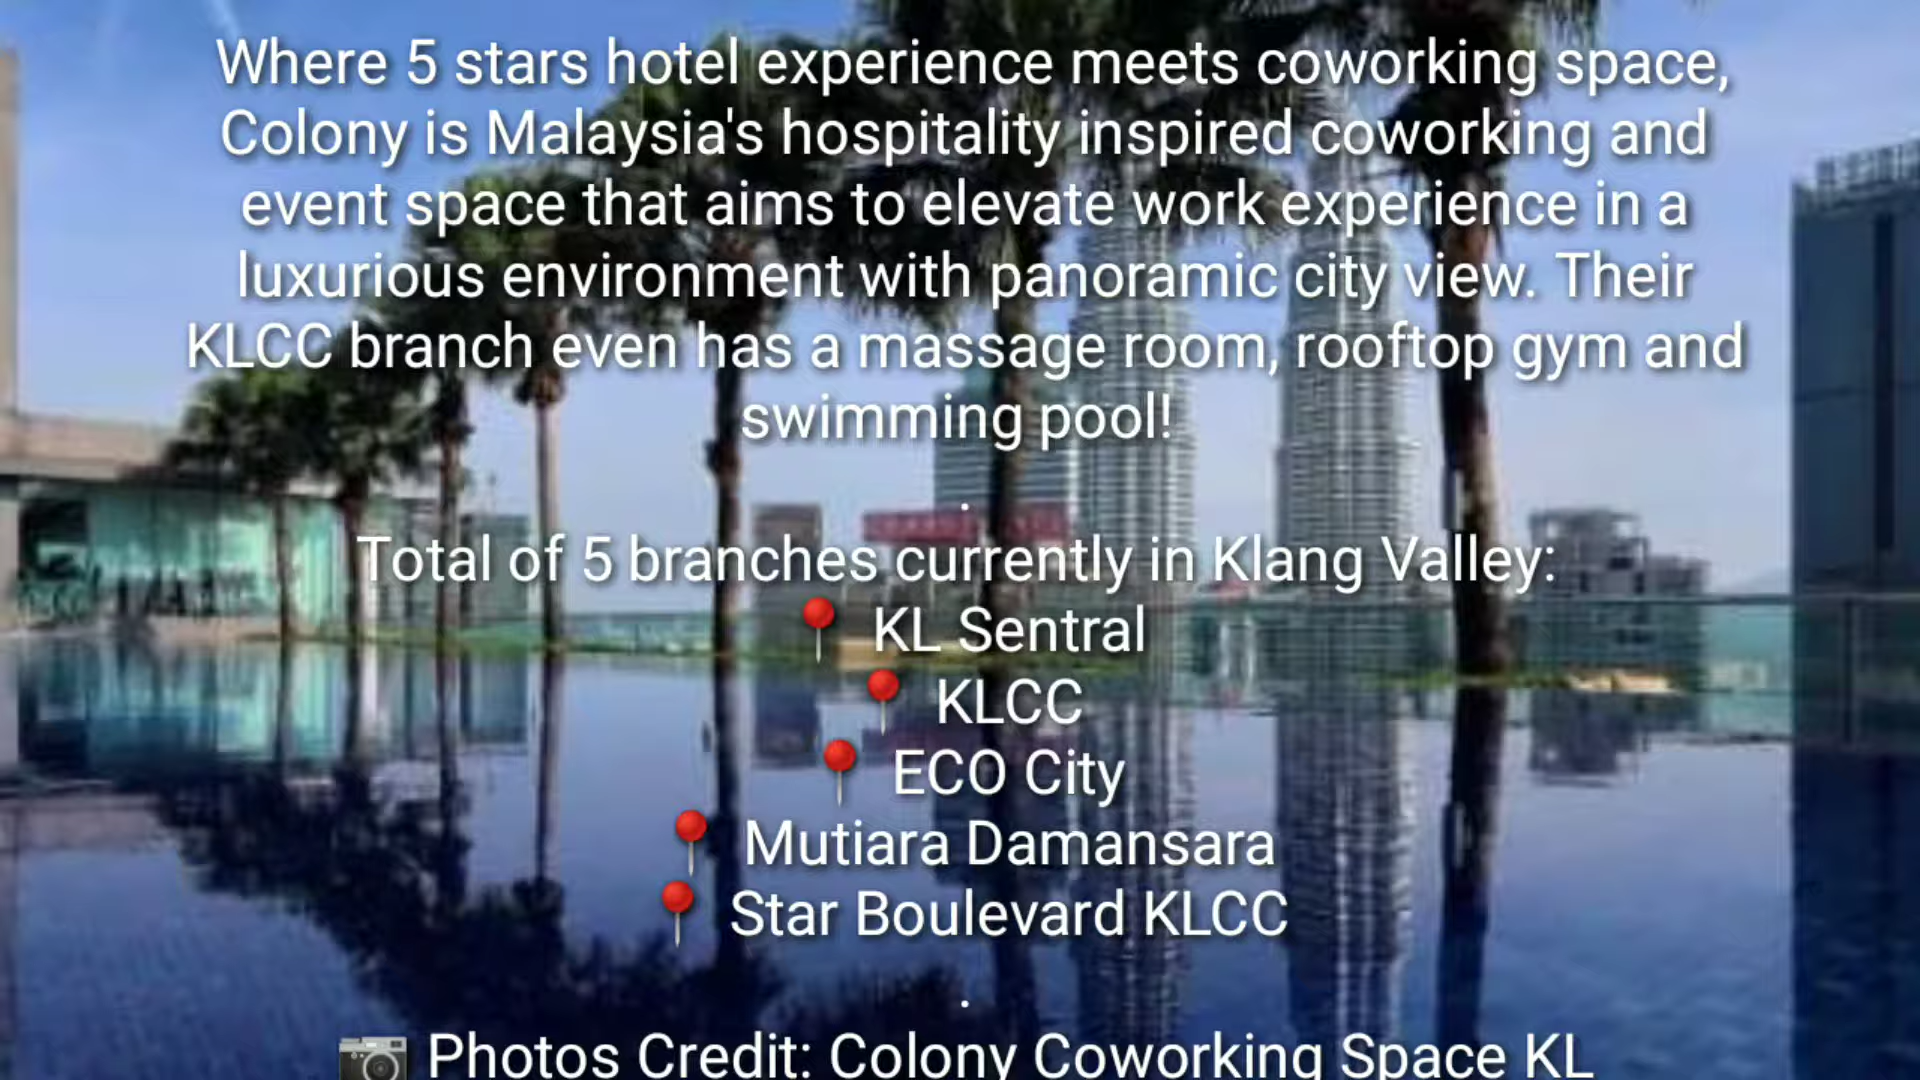 Where 5 stars hotel experience meets coworking space,
Colony is Malaysia's hospitality inspired coworking and
event space that aims to elevate work experience in a
luxurious environment with panoramic city view. Their
KLCC branch even has a massage room, rooftop gym and
swimming pool!
.
Total of 5 branches currently in Klang Valley:
📍 KL Sentral
📍 KLCC
📍 ECO City
📍 Mutiara Damansara
📍 Star Boulevard KLCC
.
📷 Photos Credit: Colony Coworking Space KL